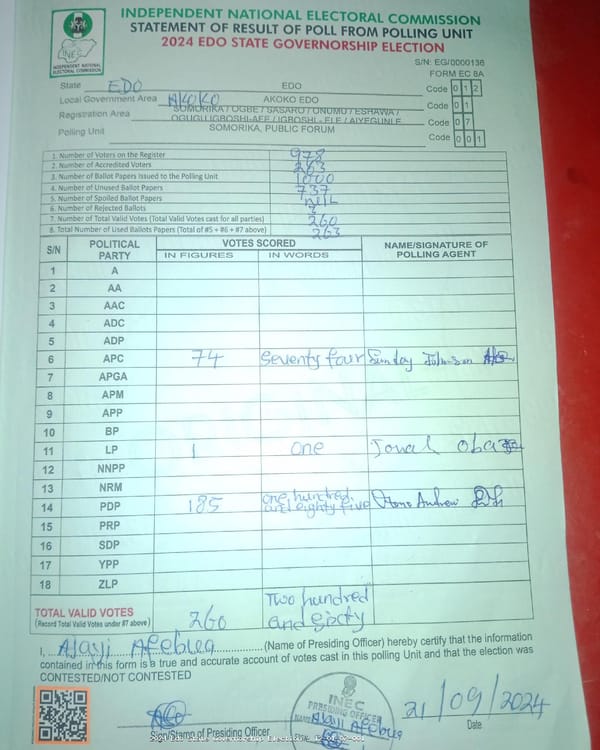 INDEPENDENT NATIONAL ELECTORAL COMMISSION
STATEMENT OF RESULT OF POLL FROM POLLING UNIT
2024 EDO STATE GOVERNORSHIP ELECTION
INEC
INDEPENDENT NATIONAL
ELECTORAL COMMISSION
S/N: EG/0000136
FORM EC 8A
State EDO EDO Code 0 1 2
Local Government Area AKOKO AKOKO EDO Code 0 1
Registration Area SOMORIKA / OGBE / SASARO / ONUMU / ESHAWA / OGUGU IGBOSHI-AFE / IGBOSHI - ELE / AIYEGUNLE Code 0 7
Polling Unit SOMORIKA, PUBLIC FORUM Code 0 0 1
1. Number of Voters on the Register 978
2. Number of Accredited Voters 263
3. Number of Ballot Papers Issued to the Polling Unit 1000
4. Number of Unused Ballot Papers 737
5. Number of Spoiled Ballot Papers NIL
6. Number of Rejected Ballots 3
7. Number of Total Valid Votes (Total Valid Votes cast for all parties) 260
8. Total Number of Used Ballots Papers (Total of #5 + #6 + #7 above) 263
S/N POLITICAL PARTY VOTES SCORED NAME/SIGNATURE OF POLLING AGENT
IN FIGURES IN WORDS
1 A
2 AA
3 AAC
4 ADC
5 ADP
6 APC 74 Seventy four Sunday Johnson
7 APGA
8 APM
9 APP
10 BP
11 LP 1 one Jonah Oba
12 NNPP
13 NRM
14 PDP 185 one hundred and eighty five Andrew
15 PRP
16 SDP
17 YPP
18 ZLP
TOTAL VALID VOTES 260 Two hundred and sixty
(Record Total Valid Votes under #7 above)
I, Ajayi Afebua (Name of Presiding Officer) hereby certify that the information
contained in this form is a true and accurate account of votes cast in this polling Unit and that the election was
CONTESTED/NOT CONTESTED
INEC
PRESIDING OFFICER
NAME Ajayi Afebua
21/09/2024
Sign/Stamp of Presiding Officer
Date